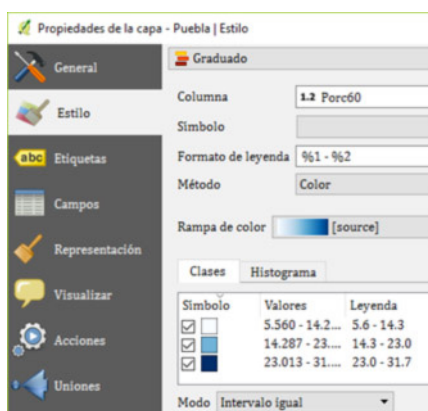 Propiedades de la capa - Puebla | Estilo
General
Estilo
abc Etiquetas
Campos
Representación
Visualizar
Acciones
Uniones
Graduado
Columna 1.2 Porc60
Símbolo
Formato de leyenda %1 - %2
Método Color
Rampa de color [source]
Clases Histograma
Símbolo Valores Leyenda
5.560 - 14.2... 5.6 - 14.3
14.287 - 23.... 14.3 - 23.0
23.013 - 31.... 23.0 - 31.7
Modo Intervalo igual